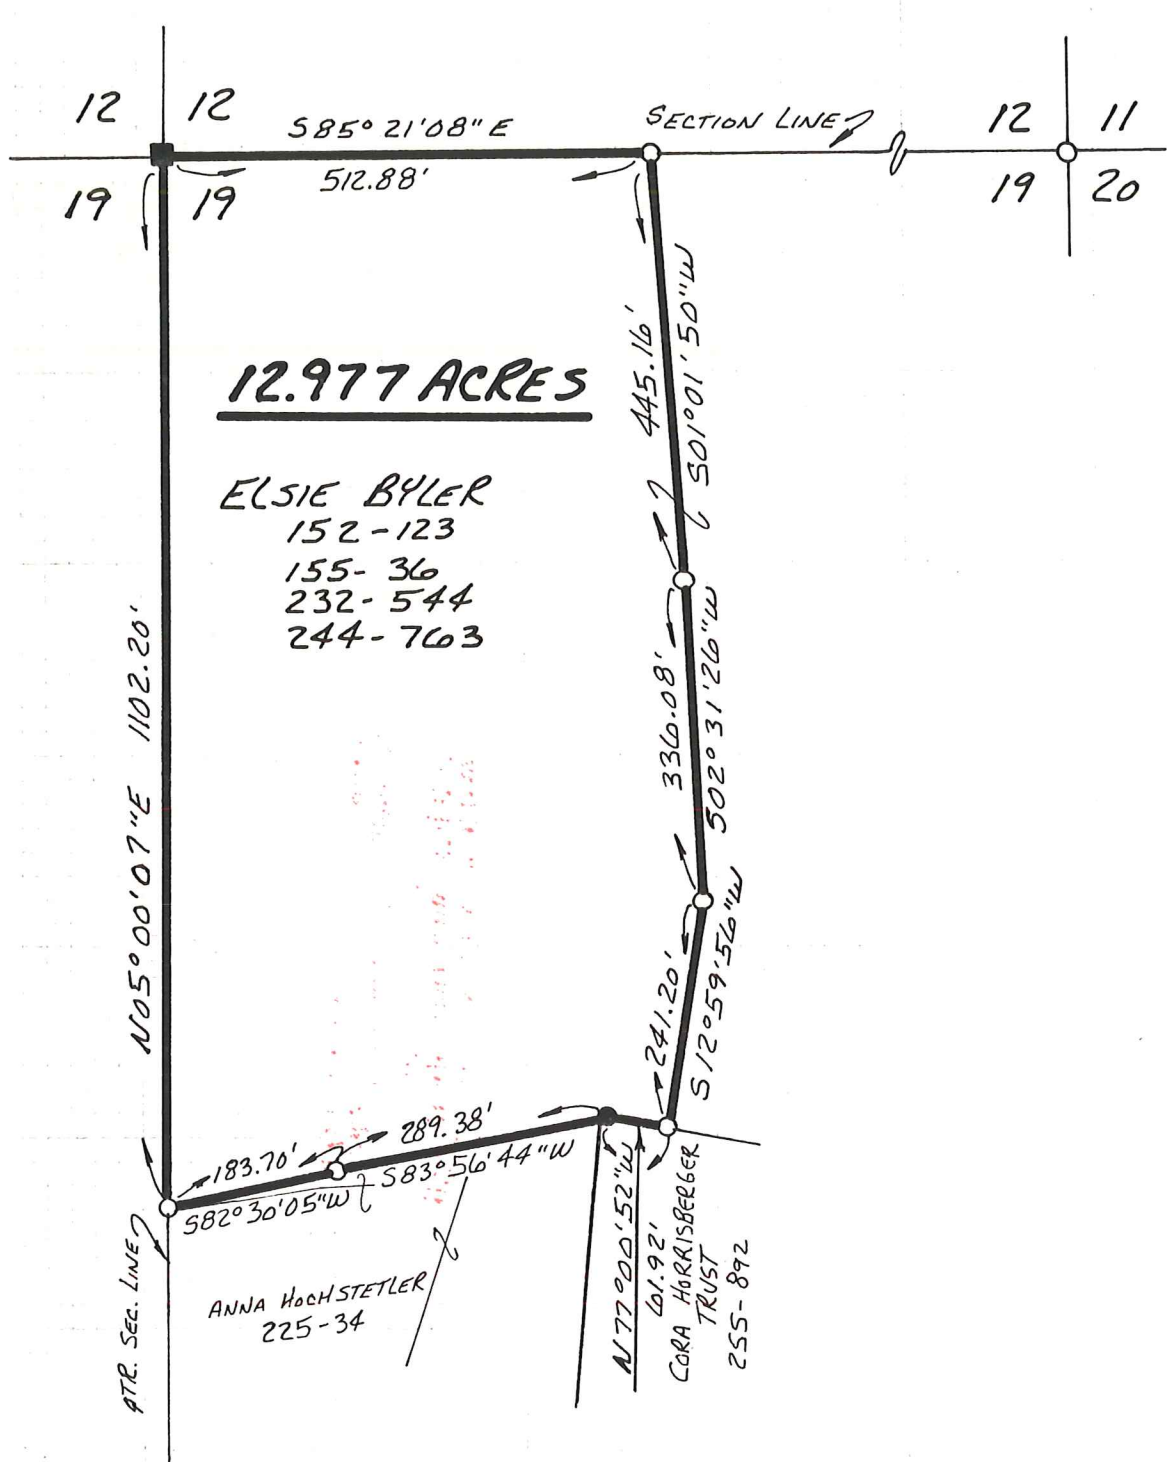 12 12
S85° 21'08" E
SECTION LINE
12 11
19 19
512.88'
19 20
445.16'
S01°01'50"W
12.977 ACRES
ELSIE BYLER
152-123
155-36
232-544
244-763
N05°00'07"E 1102.20'
336.08'
S02°31'26"W
241.20'
S12°59'56"W
183.70'
289.38'
S82°30'05"W
S83°56'44"W
N77°00'52"W
61.92'
CORA HORRISBERGER
TRUST
255-892
ANNA HOCHSTETLER
225-34
QTR. SEC. LINE